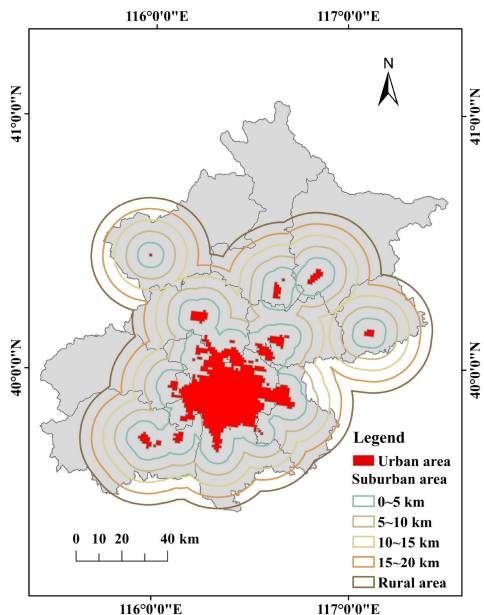 116°0'0"E 117°0'0"E
N
41°0'0"N 41°0'0"N
40°0'0"N 40°0'0"N
Legend
Urban area
Suburban area
0~5 km
5~10 km
10~15 km
15~20 km
Rural area
0 10 20 40 km
116°0'0"E 117°0'0"E